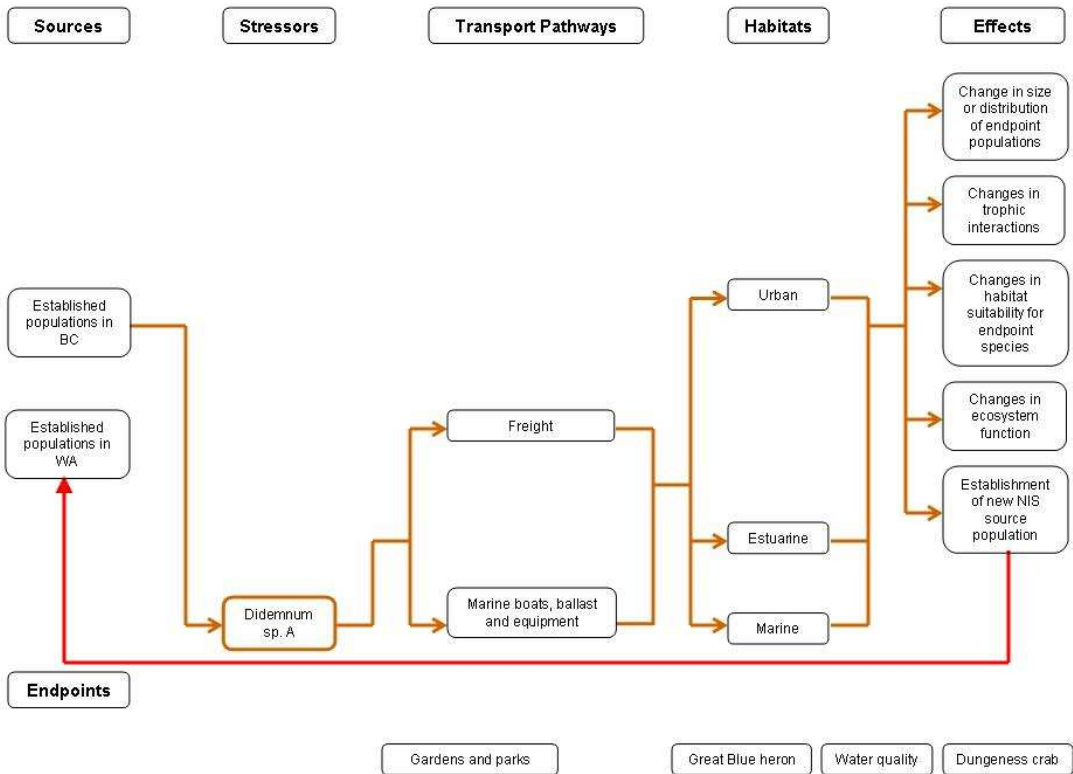 Sources
Stressors
Transport Pathways
Habitats
Effects
Established
populations in
BC
Established
populations in
WA
Didemnum
sp. A
Freight
Marine boats, ballast
and equipment
Urban
Estuarine
Marine
Change in size
or distribution
of endpoint
populations
Changes in
trophic
interactions
Changes in
habitat
suitability for
endpoint
species
Changes in
ecosystem
function
Establishment
of new NIS
source
population
Endpoints
Gardens and parks
Great Blue heron
Water quality
Dungeness crab